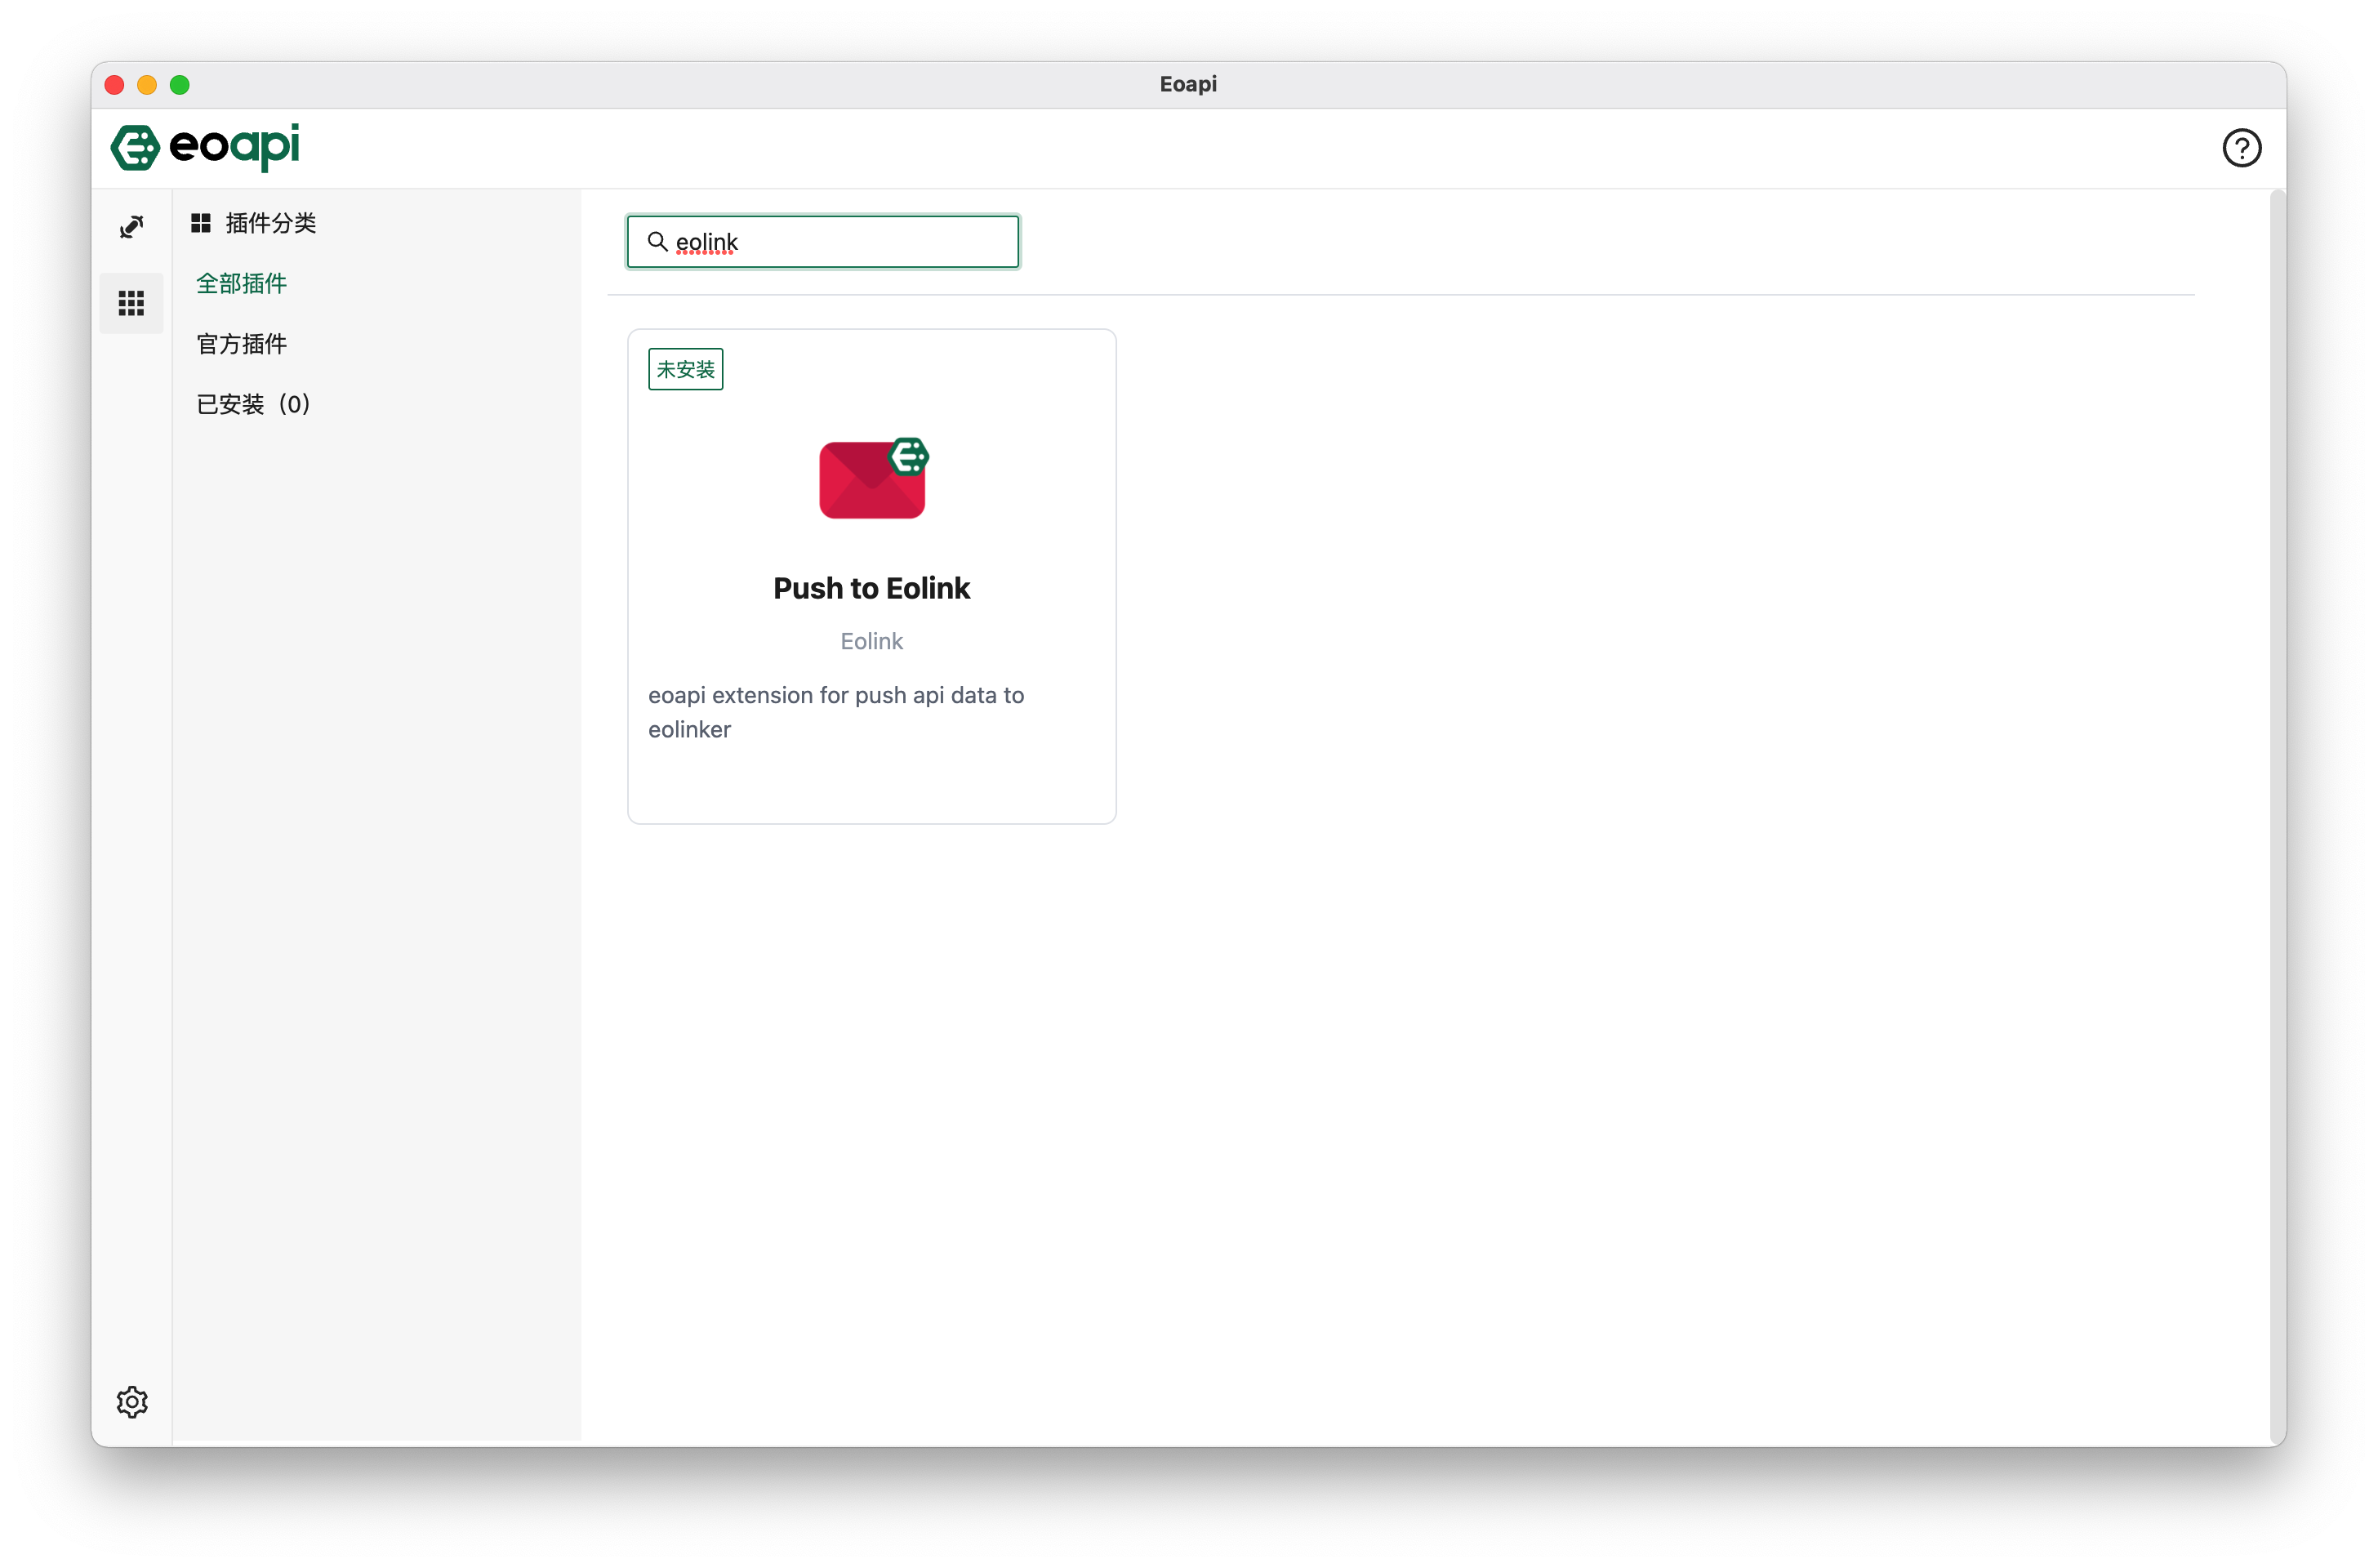 Eoapi
eoapi
插件分类
全部插件
官方插件
已安装（0）
eolink
未安装
Push to Eolink
Eolink
eoapi extension for push api data to
eolinker